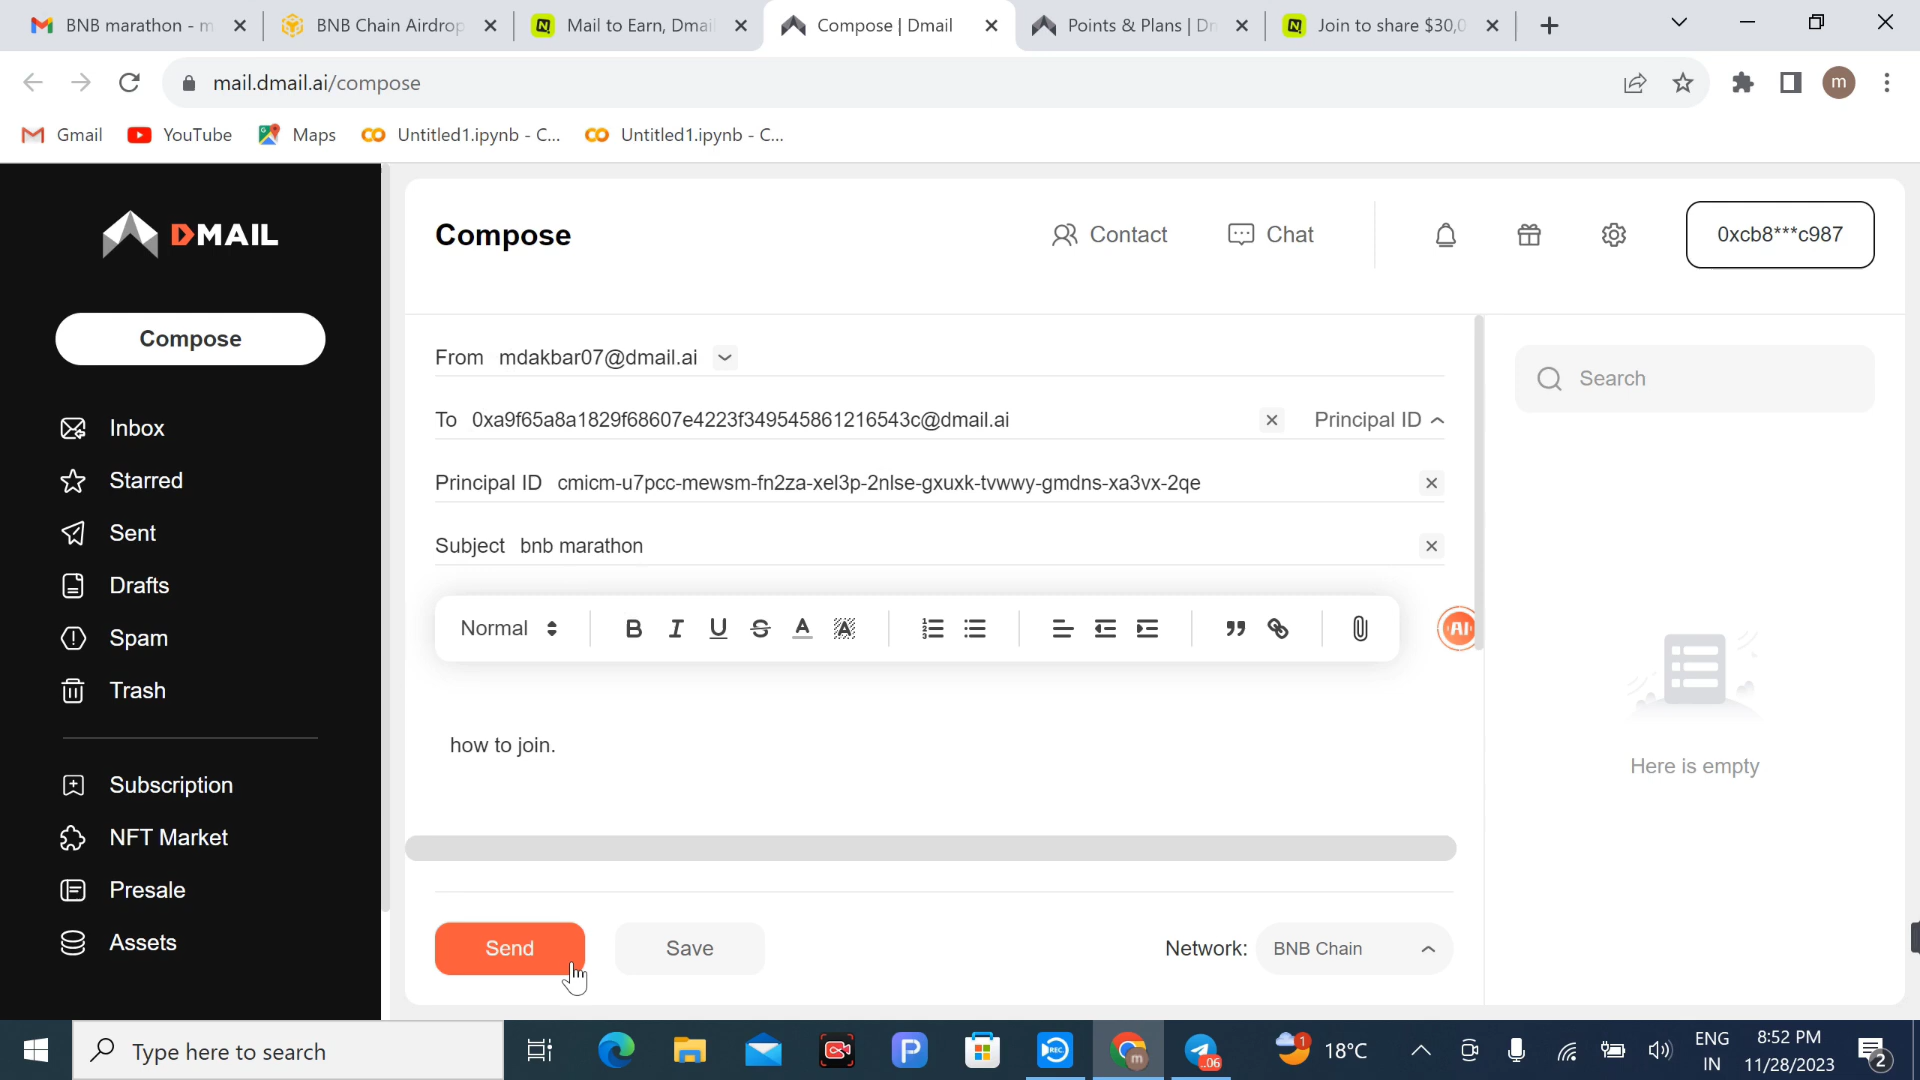 BNB marathon - m
BNB Chain Airdrop
Mail to Earn, Dmail
Compose | Dmail
Points & Plans | Dm
Join to share $30,0
mail.dmail.ai/compose
m
Gmail
YouTube
Maps
Untitled1.ipynb - C...
Untitled1.ipynb - C...
DMAIL
Compose
Contact
Chat
0xcb8***c987
Compose
Inbox
Starred
Sent
Drafts
Spam
Trash
Subscription
NFT Market
Presale
Assets
From mdakbar07@dmail.ai
To 0xa9f65a8a1829f68607e4223f349545861216543c@dmail.ai
Principal ID
Principal ID cmicm-u7pcc-mewsm-fn2za-xel3p-2nlse-gxuxk-tvwwy-gmdns-xa3vx-2qe
Subject bnb marathon
Normal
B I U S A A
AI
how to join.
Search
Here is empty
Send
Save
Network: BNB Chain
Type here to search
REC
m
.06
1
18°C
ENG
IN
8:52 PM
11/28/2023
2